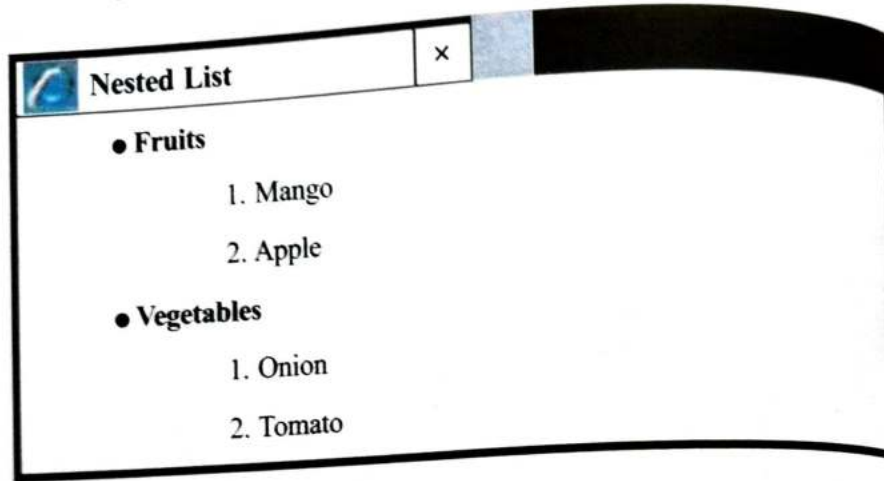 Nested List ×
● Fruits
1. Mango
2. Apple
● Vegetables
1. Onion
2. Tomato